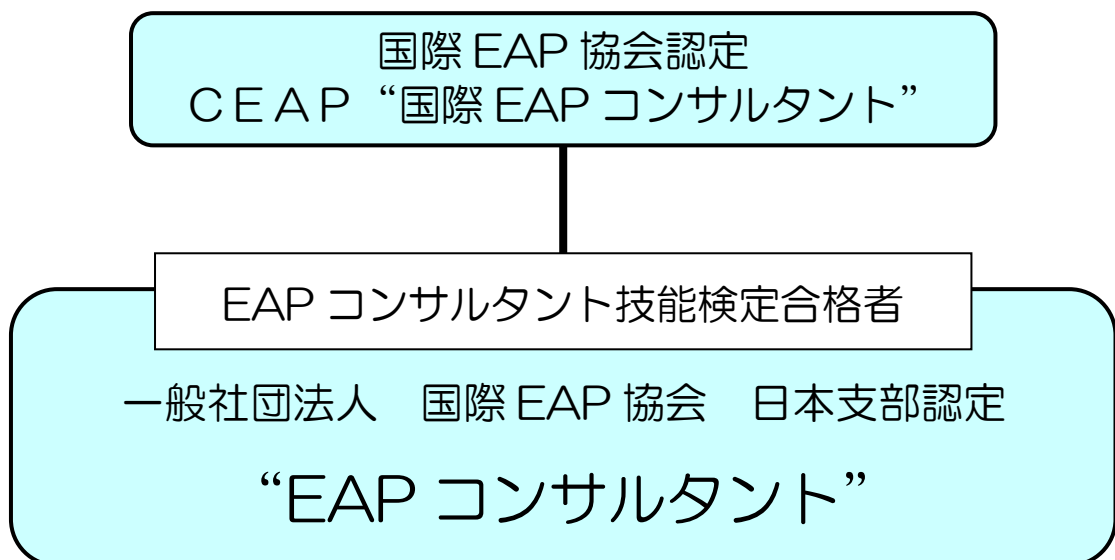 国際 EAP 協会認定
ＣＥＡＰ “国際 EAP コンサルタント”
EAP コンサルタント技能検定合格者
一般社団法人　国際 EAP 協会　日本支部認定
“EAP コンサルタント”